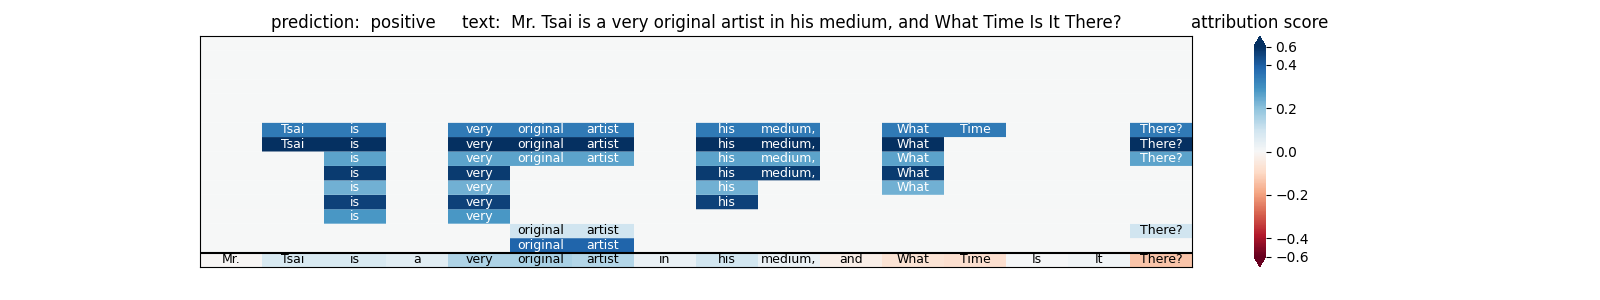 prediction:  positive     text:  Mr. Tsai is a very original artist in his medium, and What Time Is It There?
attribution score
0.6
0.4
0.2
0.0
−0.2
−0.4
−0.6
Tsai is very original artist his medium, What Time There?
Tsai is very original artist his medium, What There?
is very original artist his medium, What There?
is very his medium, What
is very his What
is very his
is very
original artist There?
original artist
Mr. Tsai is a very original artist in his medium, and What Time Is It There?